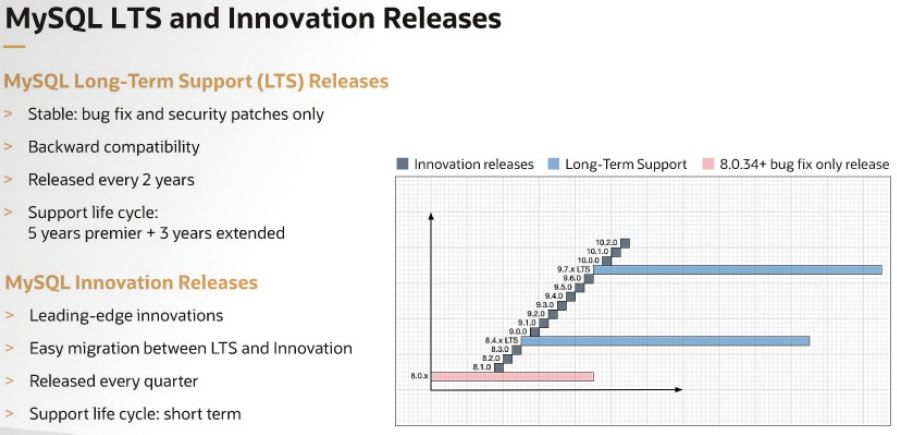 MySQL LTS and Innovation Releases
MySQL Long-Term Support (LTS) Releases
> Stable: bug fix and security patches only
> Backward compatibility
> Released every 2 years
> Support life cycle:
5 years premier + 3 years extended
MySQL Innovation Releases
> Leading-edge innovations
> Easy migration between LTS and Innovation
> Released every quarter
> Support life cycle: short term
Innovation releases Long-Term Support 8.0.34+ bug fix only release
10.2.0
10.1.0
10.0.0
9.7.x LTS
9.6.0
9.5.0
9.4.0
9.3.0
9.2.0
9.1.0
9.0.0
8.4.x LTS
8.3.0
8.2.0
8.1.0
8.0.x